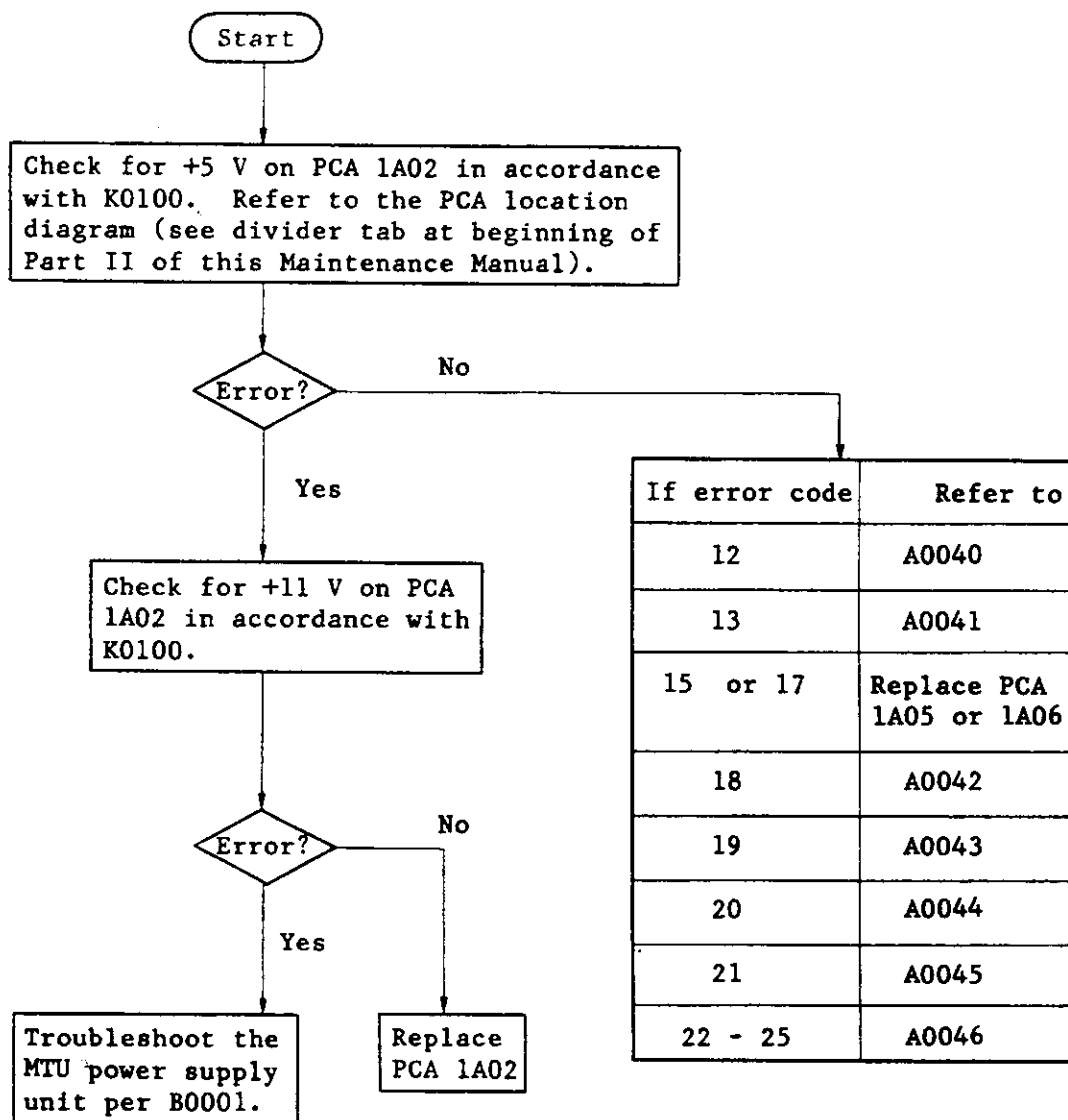 Start
Check for +5 V on PCA 1A02 in accordance
with K0100. Refer to the PCA location
diagram (see divider tab at beginning of
Part II of this Maintenance Manual).
Error?
No
Yes
Check for +11 V on PCA
1A02 in accordance with
K0100.
Error?
No
Yes
Troubleshoot the
MTU power supply
unit per B0001.
Replace
PCA 1A02
If error code Refer to
12 A0040
13 A0041
15 or 17 Replace PCA
1A05 or 1A06
18 A0042
19 A0043
20 A0044
21 A0045
22 - 25 A0046